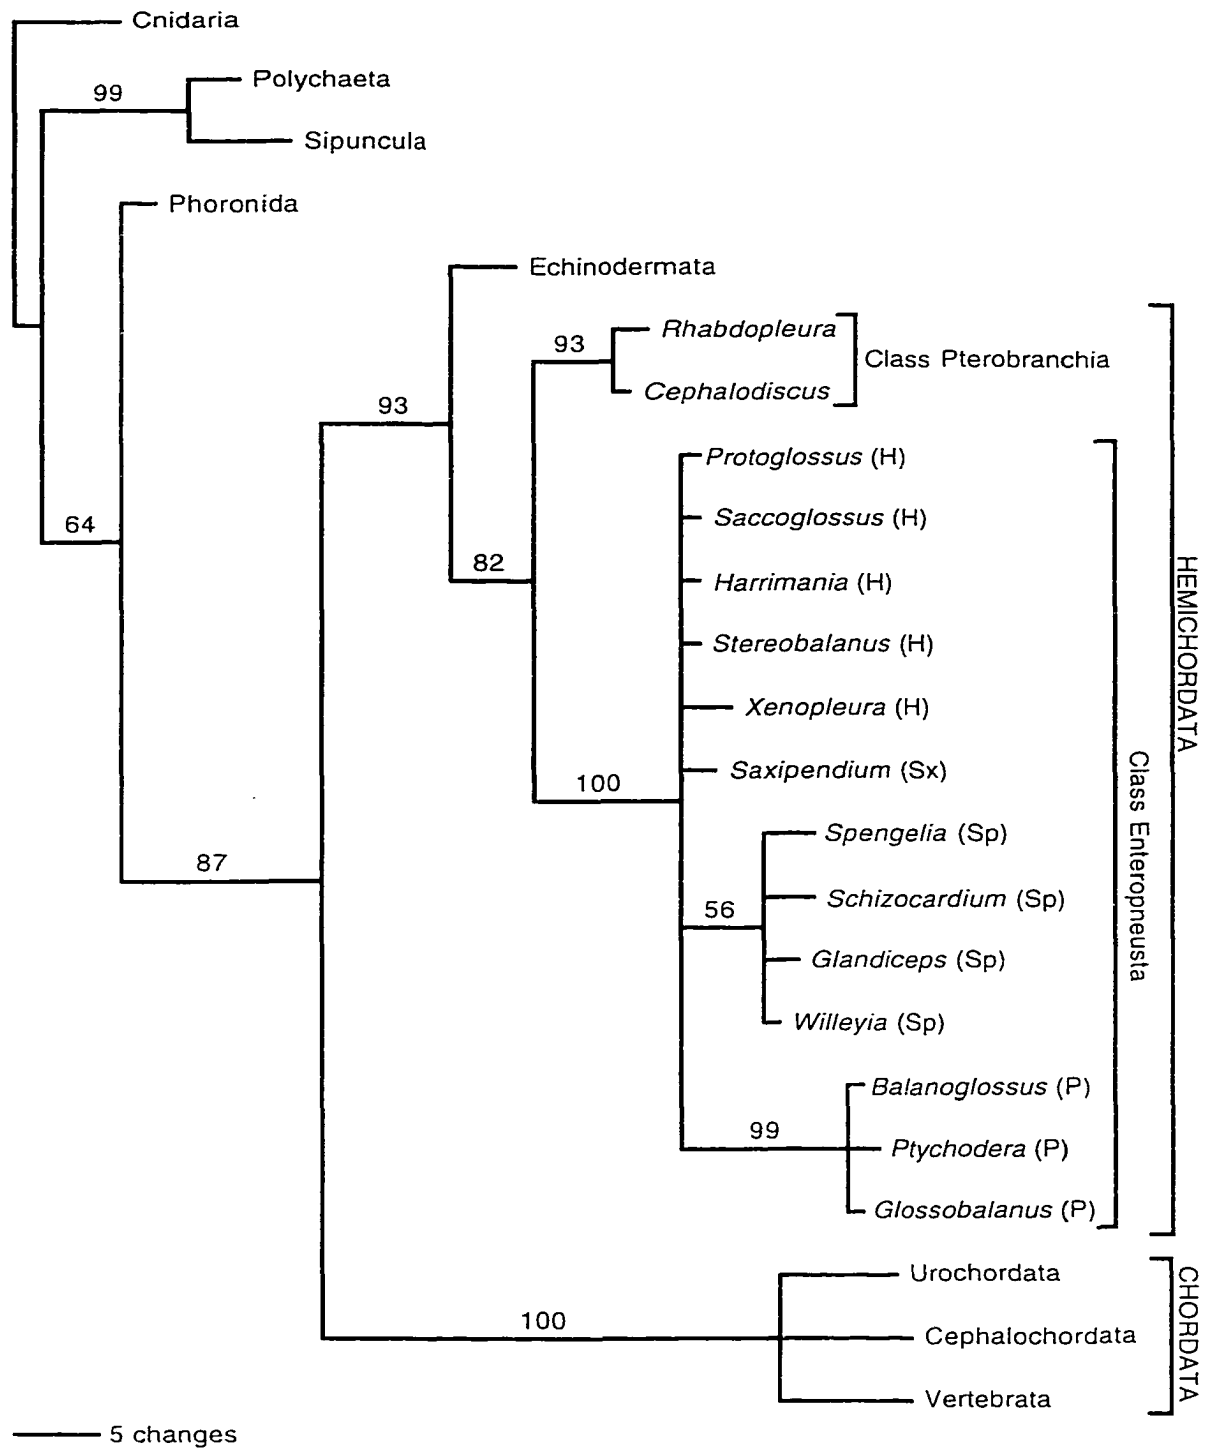 Cnidaria
99
Polychaeta
Sipuncula
Phoronida
Echinodermata
93
Rhabdopleura
Class Pterobranchia
Cephalodiscus
93
Protoglossus (H)
64
Saccoglossus (H)
82
Harrimania (H)
Stereobalanus (H)
HEMICHORDATA
Xenopleura (H)
Saxipendium (Sx)
100
Class Enteropneusta
Spengelia (Sp)
87
Schizocardium (Sp)
56
Glandiceps (Sp)
Willeyia (Sp)
Balanoglossus (P)
99
Ptychodera (P)
Glossobalanus (P)
Urochordata
100
Cephalochordata
CHORDATA
Vertebrata
5 changes